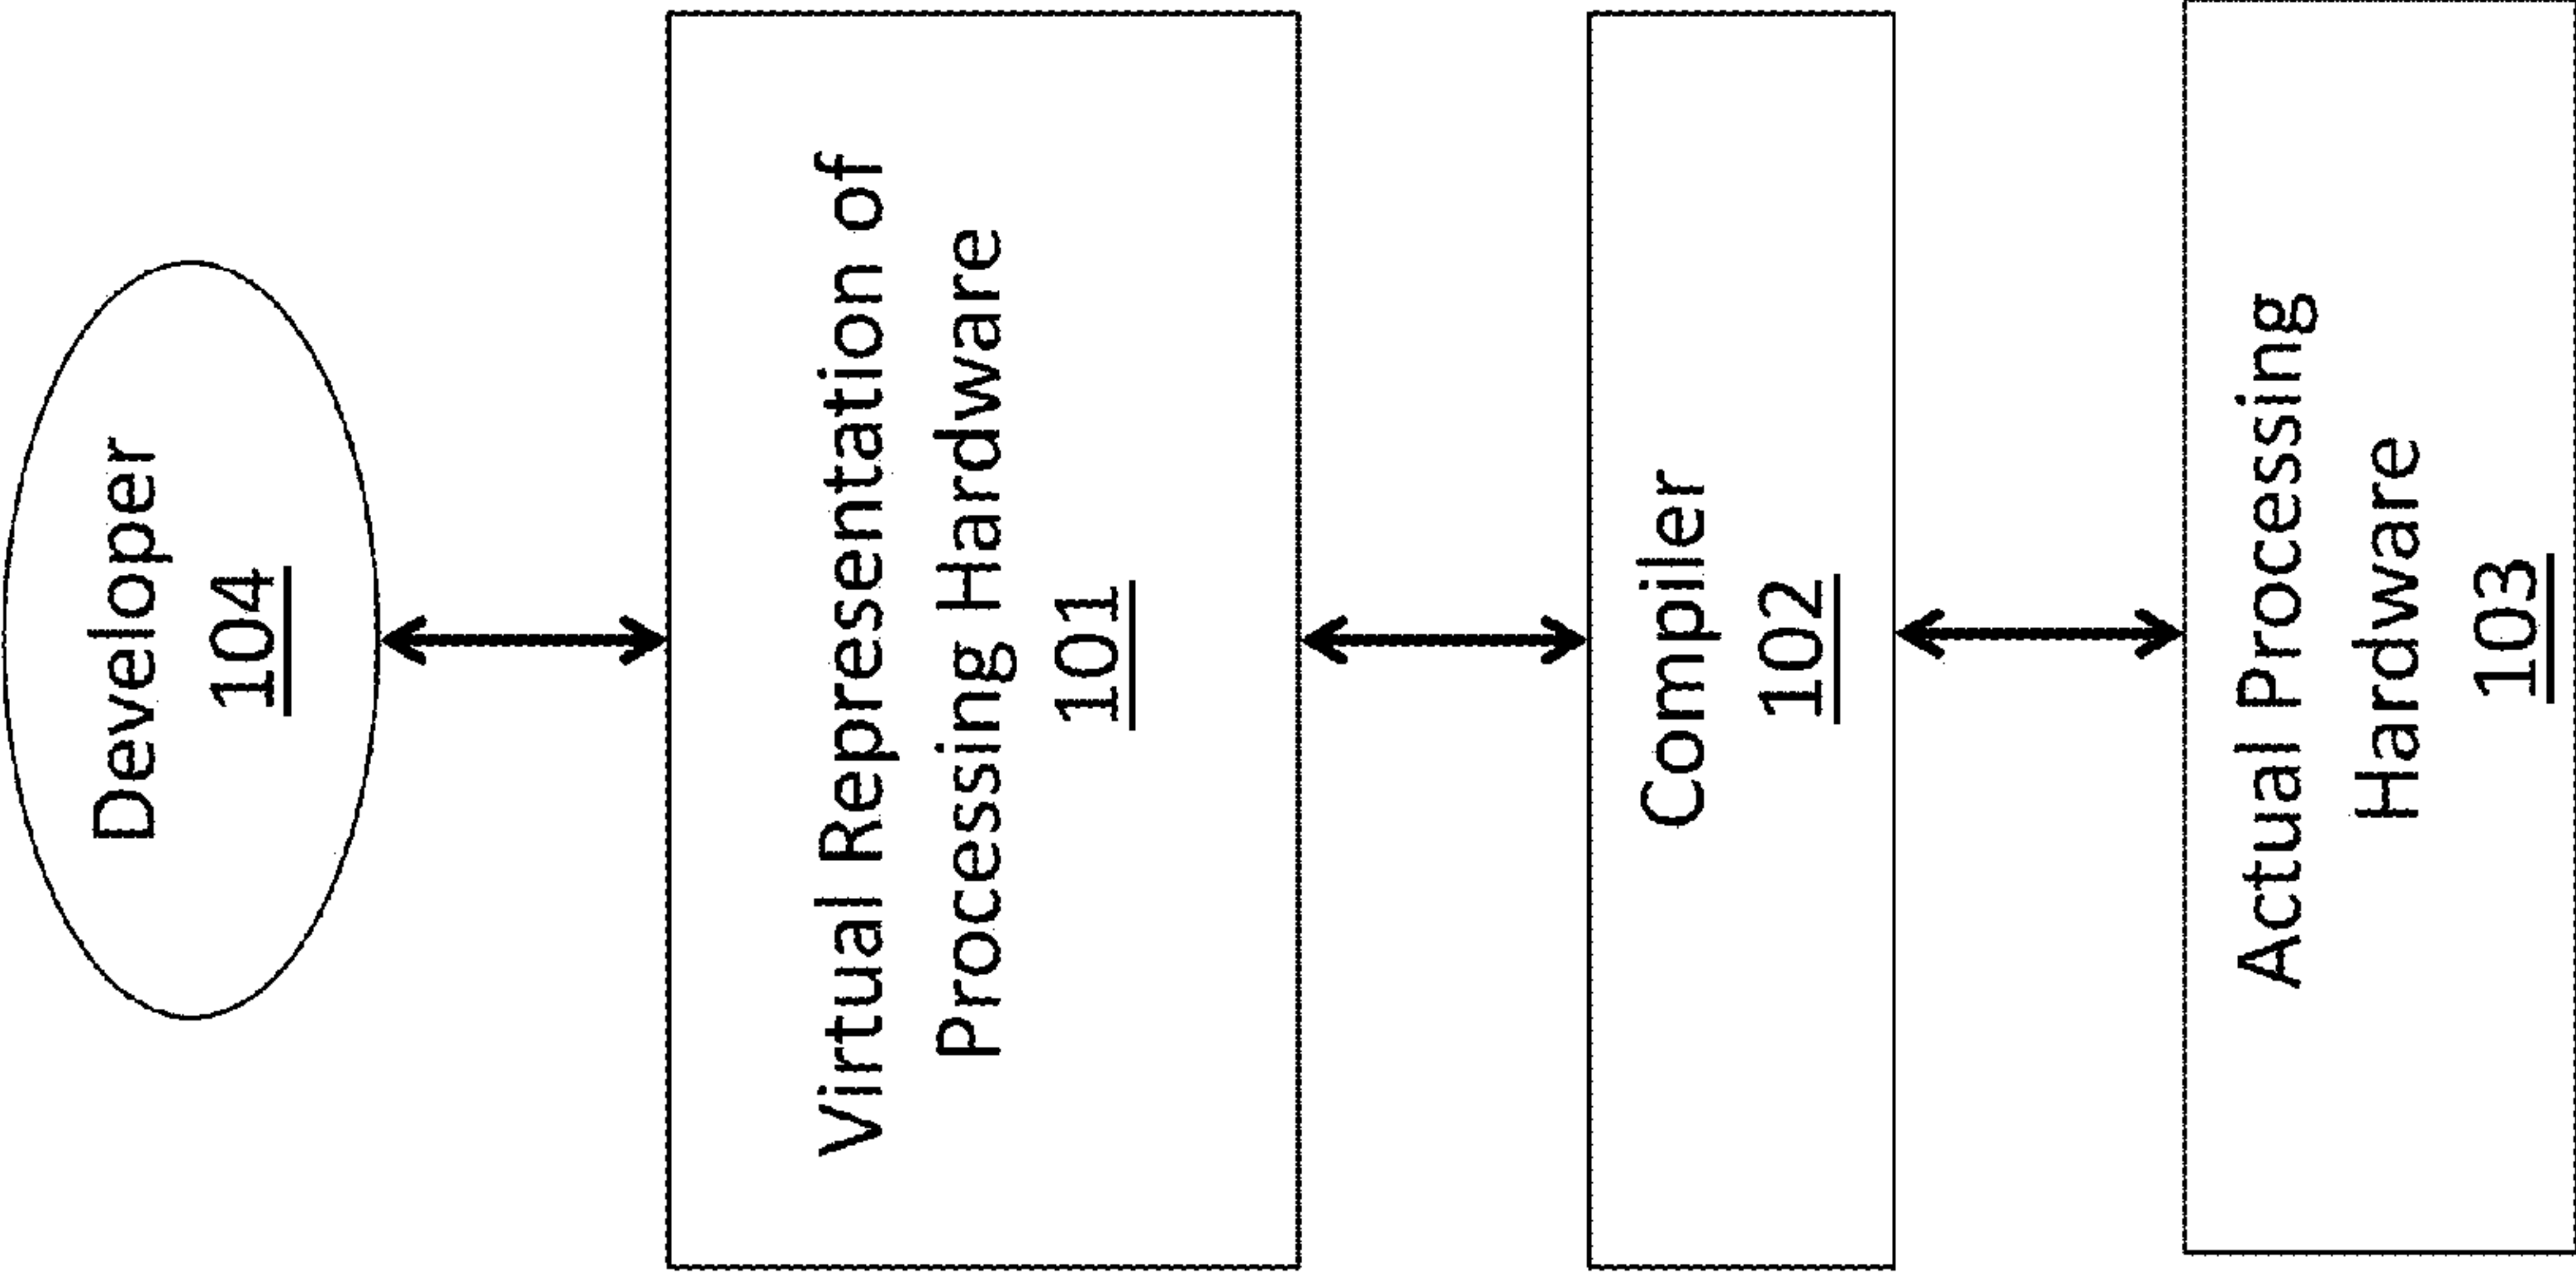 Developer
104
Virtual Representation of
Processing Hardware
101
Compiler
102
Actual Processing
Hardware
103